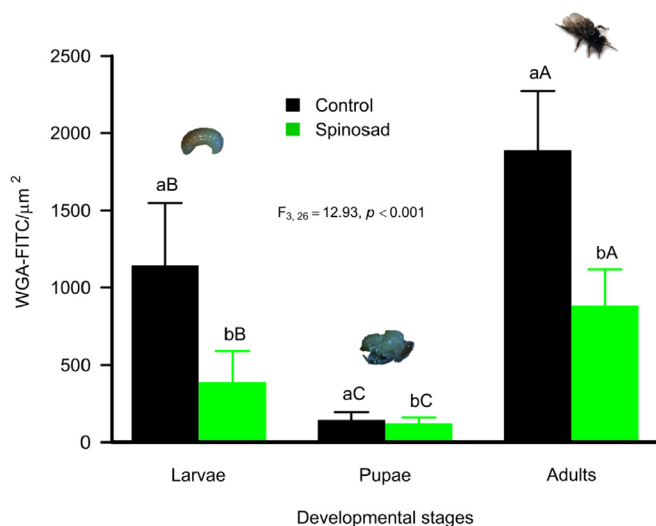 aA
2500
Control
Spinosad
2000
aB
1500
F3, 26 = 12.93, p < 0.001
WGA-FITC/μm²
bA
1000
bB
500
aC
bC
0
Larvae
Pupae
Adults
Developmental stages